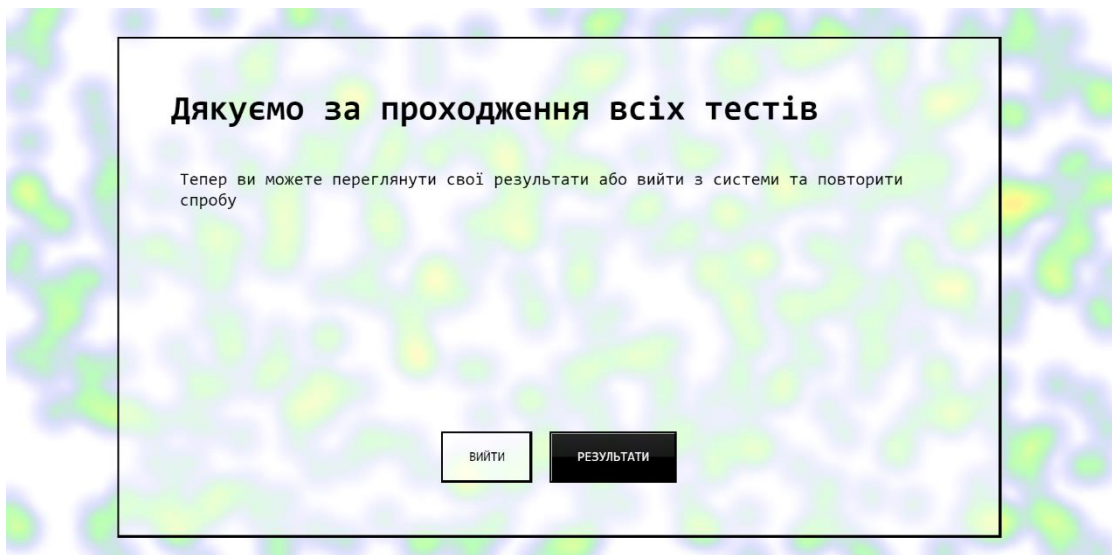 Дякуємо за проходження всіх тестів
Тепер ви можете переглянути свої результати або вийти з системи та повторити
спробу
ВИЙТИ
РЕЗУЛЬТАТИ